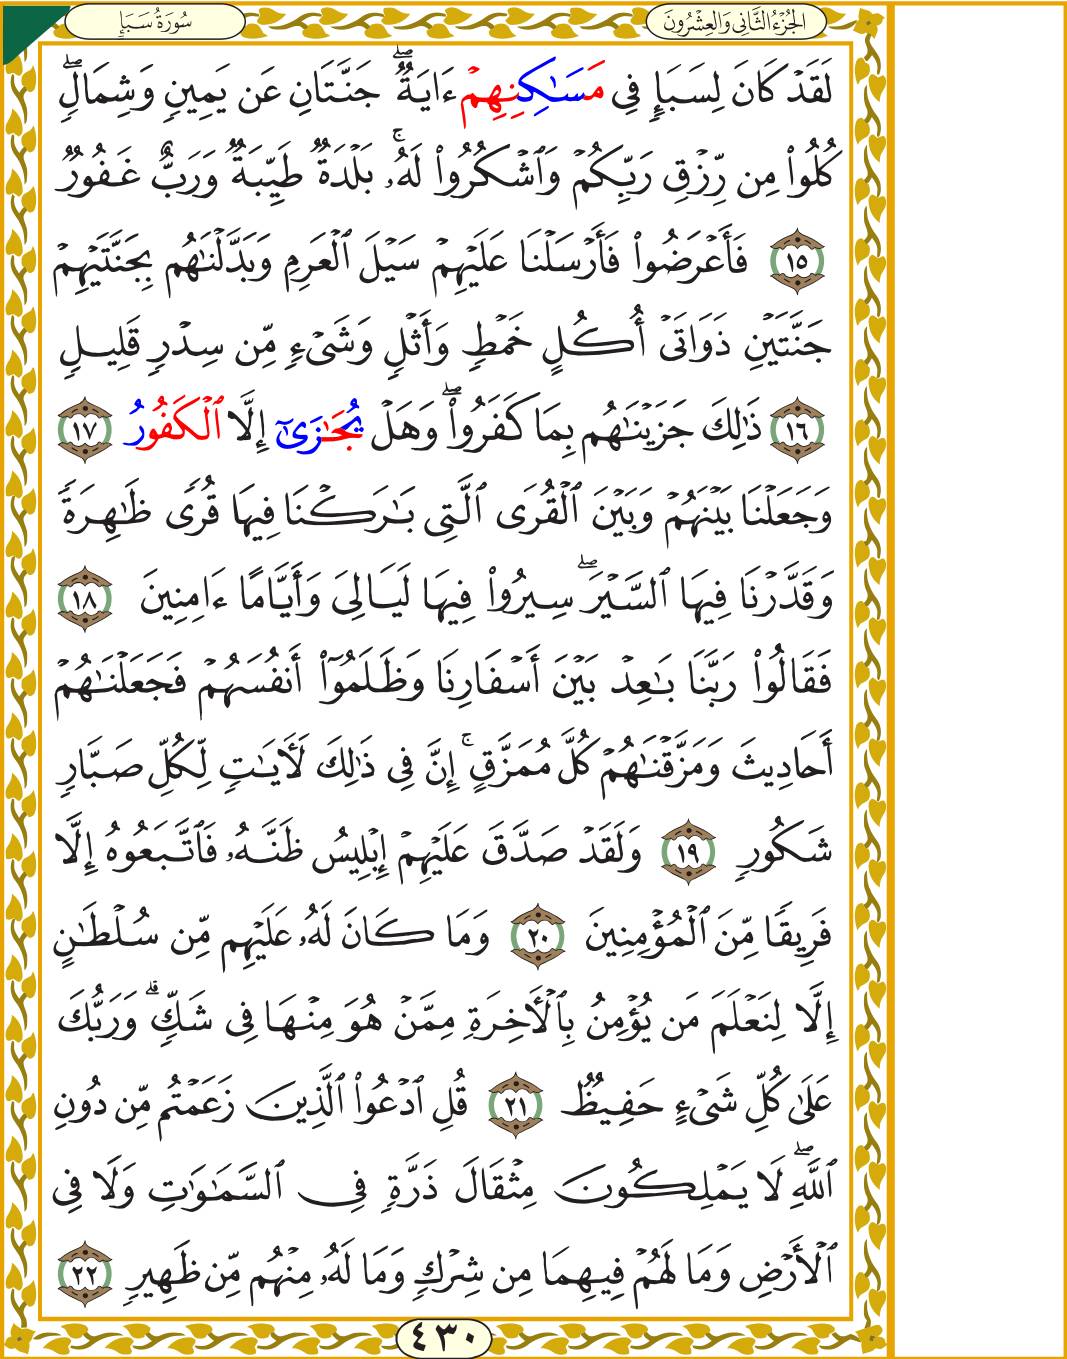 الجُزْءُ الثَّانِي وَالعِشْرُونَ
سُورَةُ سَبَإٍ
لَقَدۡ كَانَ لِسَبَإٖ فِي مَسَٰكِنِهِمۡ ءَايَةٞۖ جَنَّتَانِ عَن يَمِينٖ وَشِمَالٖۖ
كُلُواْ مِن رِّزۡقِ رَبِّكُمۡ وَٱشۡكُرُواْ لَهُۥۚ بَلۡدَةٞ طَيِّبَةٞ وَرَبٌّ غَفُورٞ
١٥ فَأَعۡرَضُواْ فَأَرۡسَلۡنَا عَلَيۡهِمۡ سَيۡلَ ٱلۡعَرِمِ وَبَدَّلۡنَٰهُم بِجَنَّتَيۡهِمۡ
جَنَّتَيۡنِ ذَوَاتَيۡ أُكُلٍ خَمۡطٖ وَأَثۡلٖ وَشَيۡءٖ مِّن سِدۡرٖ قَلِيلٖ
١٦ ذَٰلِكَ جَزَيۡنَٰهُم بِمَا كَفَرُواْۖ وَهَلۡ يُجَٰزَىٰٓ إِلَّا ٱلۡكَفُورُ ١٧
وَجَعَلۡنَا بَيۡنَهُمۡ وَبَيۡنَ ٱلۡقُرَى ٱلَّتِي بَٰرَكۡنَا فِيهَا قُرٗى ظَٰهِرَةٗ
وَقَدَّرۡنَا فِيهَا ٱلسَّيۡرَۖ سِيرُواْ فِيهَا لَيَالِيَ وَأَيَّامًا ءَامِنِينَ ١٨
فَقَالُواْ رَبَّنَا بَٰعِدۡ بَيۡنَ أَسۡفَارِنَا وَظَلَمُوٓاْ أَنفُسَهُمۡ فَجَعَلۡنَٰهُمۡ
أَحَادِيثَ وَمَزَّقۡنَٰهُمۡ كُلَّ مُمَزَّقٍۚ إِنَّ فِي ذَٰلِكَ لَأٓيَٰتٖ لِّكُلِّ صَبَّارٖ
شَكُورٖ ١٩ وَلَقَدۡ صَدَّقَ عَلَيۡهِمۡ إِبۡلِيسُ ظَنَّهُۥ فَٱتَّبَعُوهُ إِلَّا
فَرِيقٗا مِّنَ ٱلۡمُؤۡمِنِينَ ٢٠ وَمَا كَانَ لَهُۥ عَلَيۡهِم مِّن سُلۡطَٰنٍ
إِلَّا لِنَعۡلَمَ مَن يُؤۡمِنُ بِٱلۡأٓخِرَةِ مِمَّنۡ هُوَ مِنۡهَا فِي شَكّٖۗ وَرَبُّكَ
عَلَىٰ كُلِّ شَيۡءٍ حَفِيظٞ ٢١ قُلِ ٱدۡعُواْ ٱلَّذِينَ زَعَمۡتُم مِّن دُونِ
ٱللَّهِۖ لَا يَمۡلِكُونَ مِثۡقَالَ ذَرَّةٖ فِي ٱلسَّمَٰوَٰتِ وَلَا فِي
ٱلۡأَرۡضِ وَمَا لَهُمۡ فِيهِمَا مِن شِرۡكٖ وَمَا لَهُۥ مِنۡهُم مِّن ظَهِيرٖ ٢٢
٤٣٠